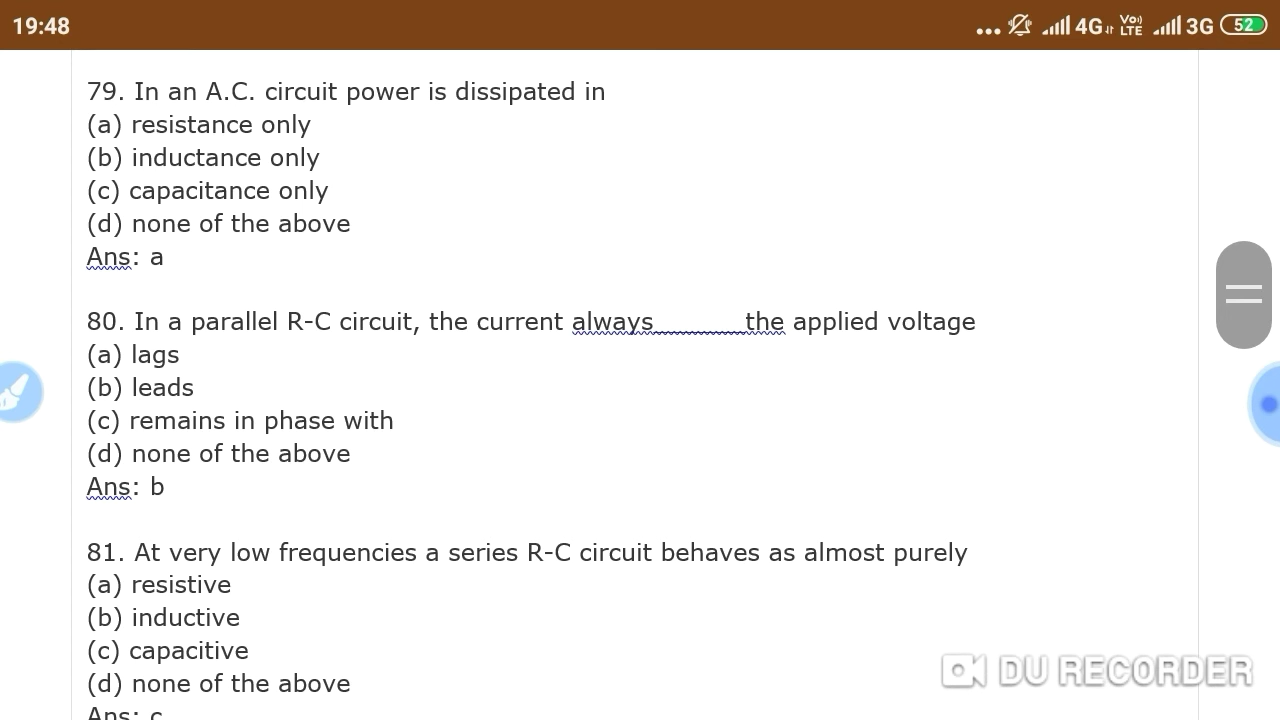 19:48
... 4G Vo)) LTE 3G 52
79. In an A.C. circuit power is dissipated in
(a) resistance only
(b) inductance only
(c) capacitance only
(d) none of the above
Ans: a
80. In a parallel R-C circuit, the current always________the applied voltage
(a) lags
(b) leads
(c) remains in phase with
(d) none of the above
Ans: b
81. At very low frequencies a series R-C circuit behaves as almost purely
(a) resistive
(b) inductive
(c) capacitive
(d) none of the above
Ans: c
DU RECORDER